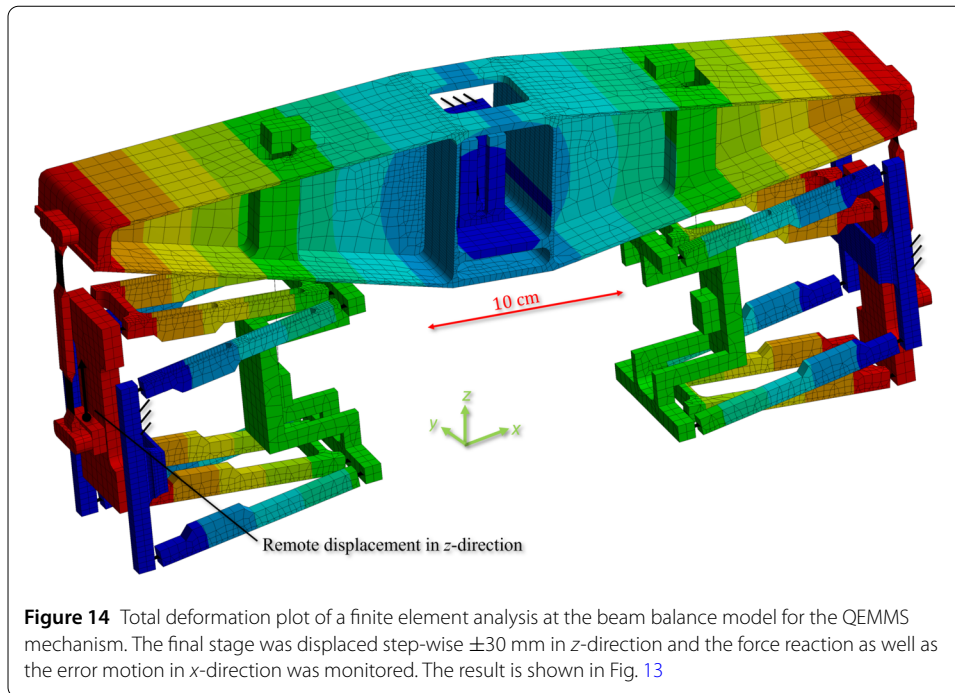 10 cm
z
y
x
Remote displacement in z-direction
Figure 14 Total deformation plot of a finite element analysis at the beam balance model for the QEMMS
mechanism. The final stage was displaced step-wise ±30 mm in z-direction and the force reaction as well as
the error motion in x-direction was monitored. The result is shown in Fig. 13